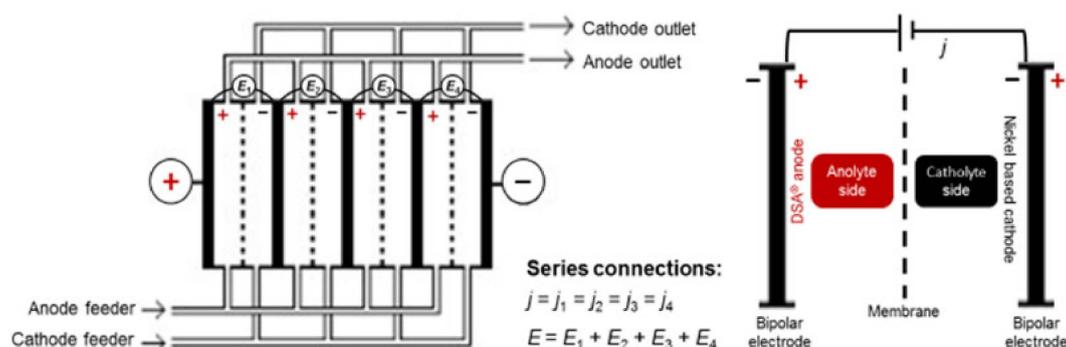 Cathode outlet
Anode outlet
E₁
E₂
E₃
E₄
+ − + − + − + −
+
−
Anode feeder
Cathode feeder
Series connections:
j = j₁ = j₂ = j₃ = j₄
E = E₁ + E₂ + E₃ + E₄
j
− +
− +
DSA® anode
Anolyte
side
Catholyte
side
Nickel based cathode
Bipolar
electrode
Membrane
Bipolar
electrode